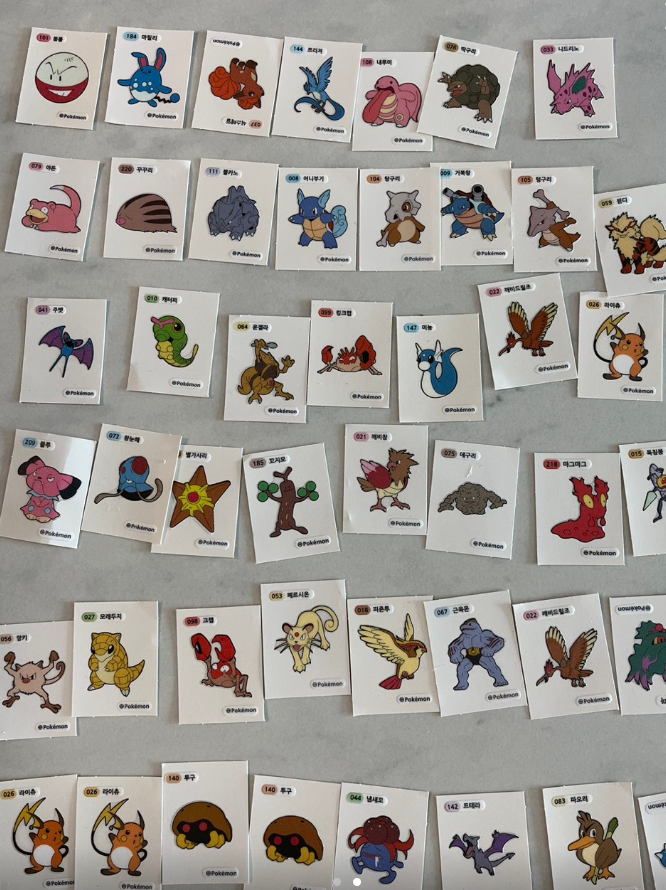 101 붐볼
@Pokémon
184 마릴리
@Pokémon
037 식스테일
@Pokémon
144 프리져
@Pokémon
108 내루미
@Pokémon
076 딱구리
@Pokémon
033 니드리노
@Pokémon
079 야돈
@Pokémon
220 꾸꾸리
@Pokémon
111 뿔카노
@Pokémon
008 어니부기
@Pokémon
104 탕구리
@Pokémon
009 거북왕
@Pokémon
105 텅구리
@Pokémon
059 윈디
@Pokémon
041 주뱃
@Pokémon
010 캐터피
@Pokémon
064 윤겔라
@Pokémon
099 킹크랩
@Pokémon
147 미뇽
@Pokémon
022 깨비드릴조
@Pokémon
026 라이츄
@Pokémon
209 블루
@Pokémon
072 왕눈해
@Pokémon
별가사리
@Pokémon
185 꼬지모
@Pokémon
021 깨비참
@Pokémon
075 데구리
@Pokémon
218 마그마그
@Pokémon
015 독침붕
056 망키
@Pokémon
027 모래두지
@Pokémon
098 크랩
@Pokémon
053 페르시온
@Pokémon
018 피죤투
@Pokémon
067 근육몬
@Pokémon
022 깨비드릴조
@Pokémon
@Pokémon
026 라이츄
@Pokémon
026 라이츄
@Pokémon
140 투구
@Pokémon
140 투구
@Pokémon
044 냄새꼬
@Pokémon
142 프테라
@Pokémon
083 파오리
@Pokémon